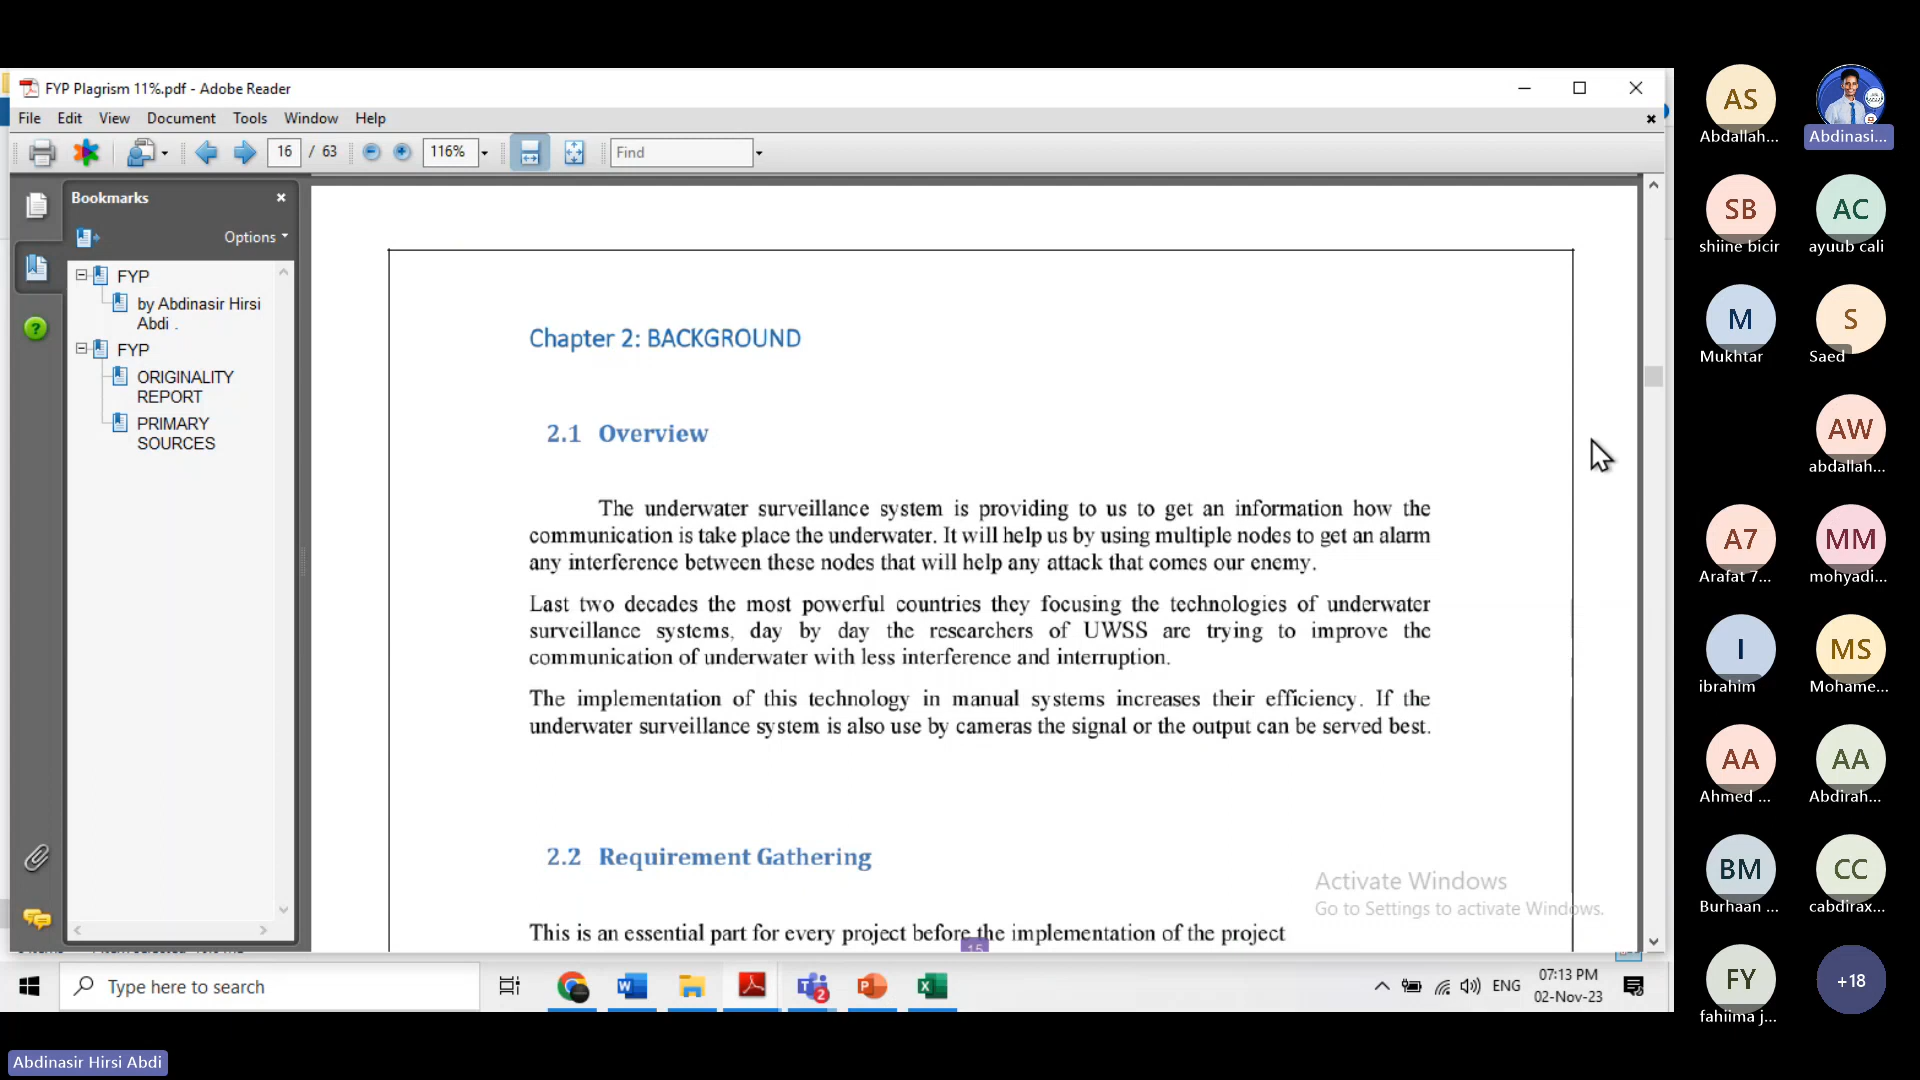 FYP Plagrism 11%.pdf - Adobe Reader
File Edit View Document Tools Window Help
16 / 63 116% Find
Bookmarks
Options
FYP
by Abdinasir Hirsi
Abdi .
FYP
ORIGINALITY
REPORT
PRIMARY
SOURCES
Chapter 2: BACKGROUND
2.1 Overview
The underwater surveillance system is providing to us to get an information how the
communication is take place the underwater. It will help us by using multiple nodes to get an alarm
any interference between these nodes that will help any attack that comes our enemy.
Last two decades the most powerful countries they focusing the technologies of underwater
surveillance systems, day by day the researchers of UWSS are trying to improve the
communication of underwater with less interference and interruption.
The implementation of this technology in manual systems increases their efficiency. If the
underwater surveillance system is also use by cameras the signal or the output can be served best.
2.2 Requirement Gathering
This is an essential part for every project before the implementation of the project
15
Activate Windows
Go to Settings to activate Windows.
Type here to search
2
ENG
07:13 PM
02-Nov-23
AS
Abdallah...
Abdinasi...
SB
shiine bicir
AC
ayuub cali
M
Mukhtar
S
Saed
AW
abdallah...
A7
Arafat 7...
MM
mohyadi...
I
ibrahim
MS
Mohame...
AA
Ahmed ...
AA
Abdirah...
BM
Burhaan ...
CC
cabdirax...
FY
fahiima j...
+18
Abdinasir Hirsi Abdi